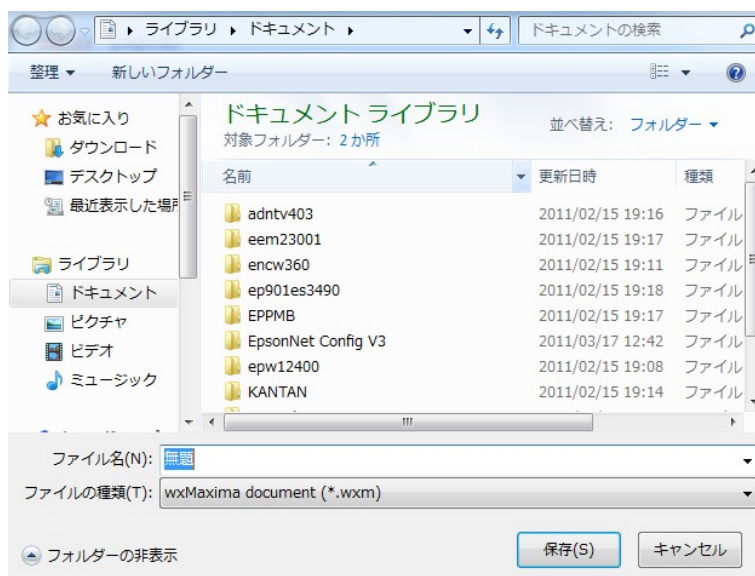 ライブラリ ▸ ドキュメント ▸ ドキュメントの検索
整理 ▼ 新しいフォルダー
お気に入り
ダウンロード
デスクトップ
最近表示した場所
ライブラリ
ドキュメント
ピクチャ
ビデオ
ミュージック
ドキュメント ライブラリ
対象フォルダー: 2 か所
並べ替え: フォルダー ▼
名前 更新日時 種類
adntv403 2011/02/15 19:16 ファイル
eem23001 2011/02/15 19:17 ファイル
encw360 2011/02/15 19:11 ファイル
ep901es3490 2011/02/15 19:18 ファイル
EPPMB 2011/02/15 19:17 ファイル
EpsonNet Config V3 2011/03/17 12:42 ファイル
epw12400 2011/02/15 19:08 ファイル
KANTAN 2011/02/15 19:14 ファイル
ファイル名(N): 無題
ファイルの種類(T): wxMaxima document (*.wxm)
フォルダーの非表示 保存(S) キャンセル